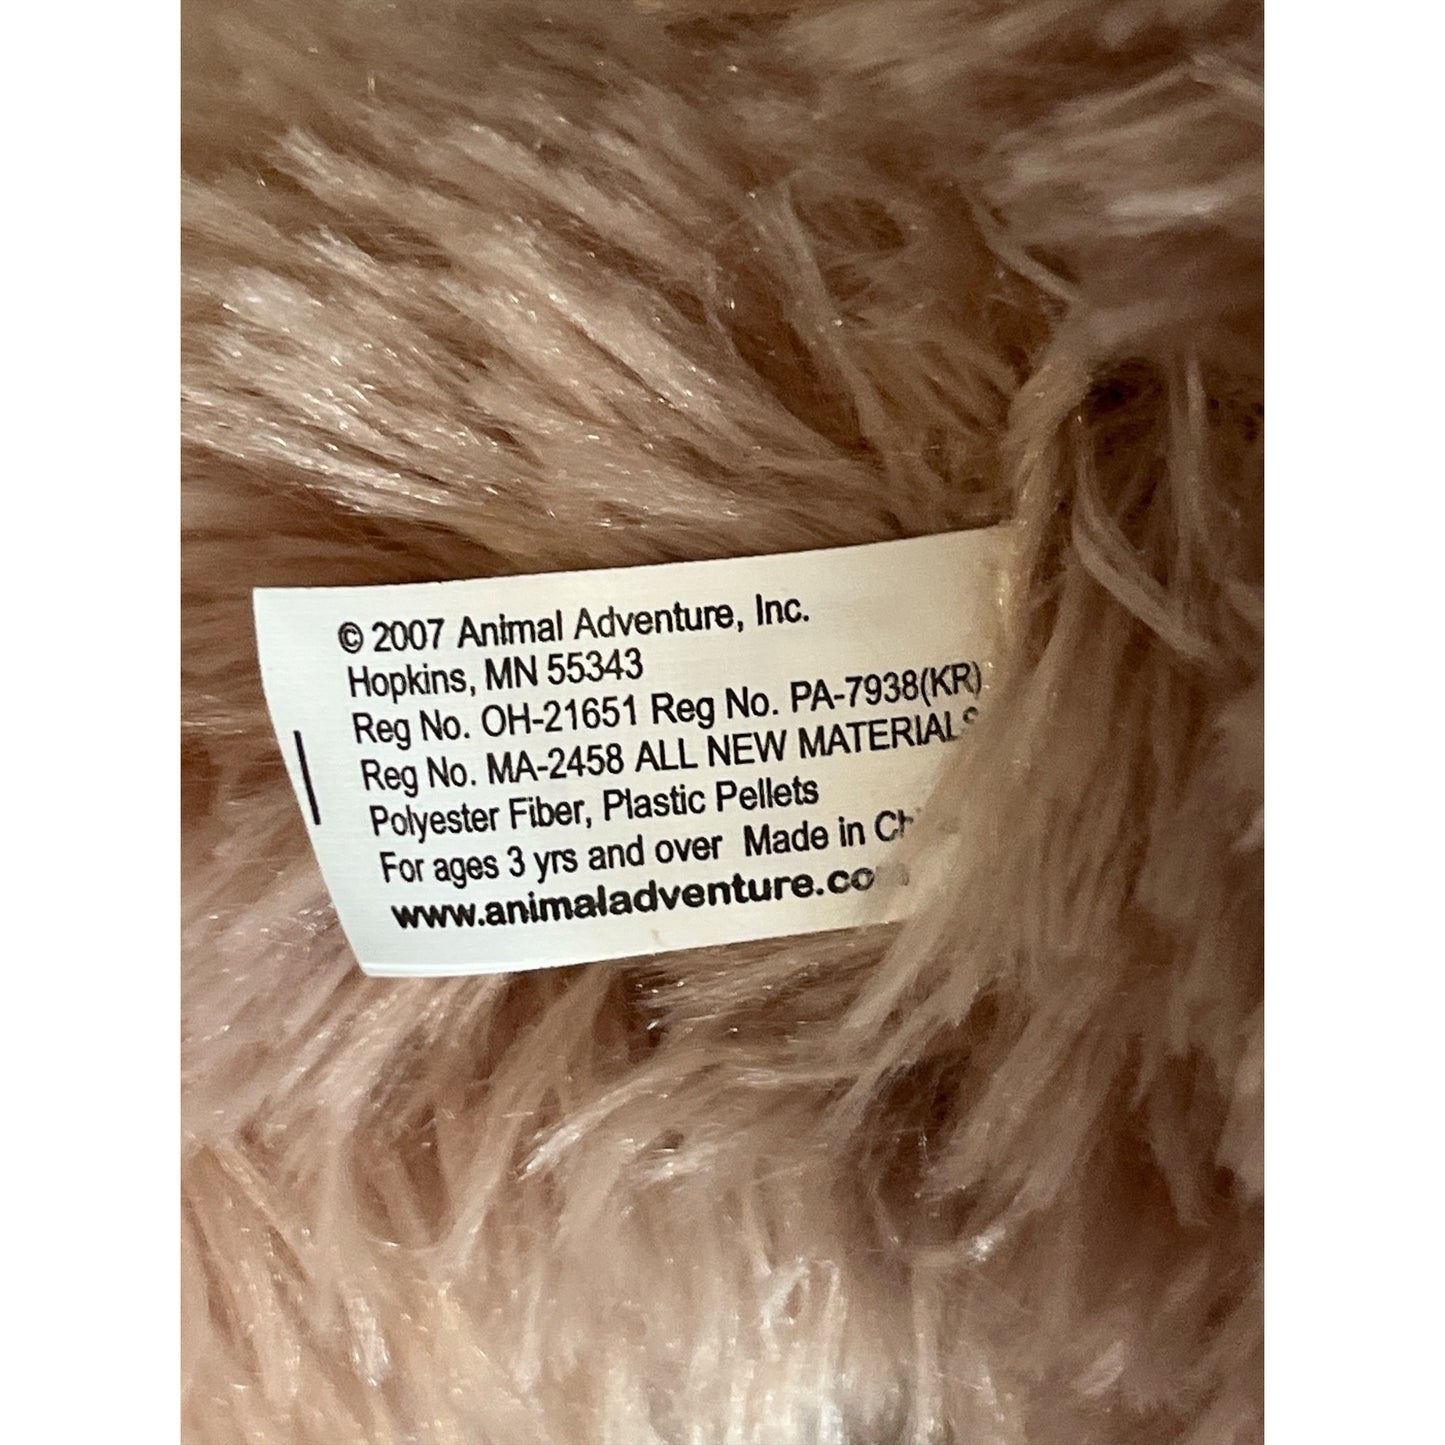 © 2007 Animal Adventure, Inc.
Hopkins, MN 55343
Reg No. OH-21651 Reg No. PA-7938(KR)
Reg No. MA-2458 ALL NEW MATERIALS
Polyester Fiber, Plastic Pellets
For ages 3 yrs and over Made in
www.animaladventure.com